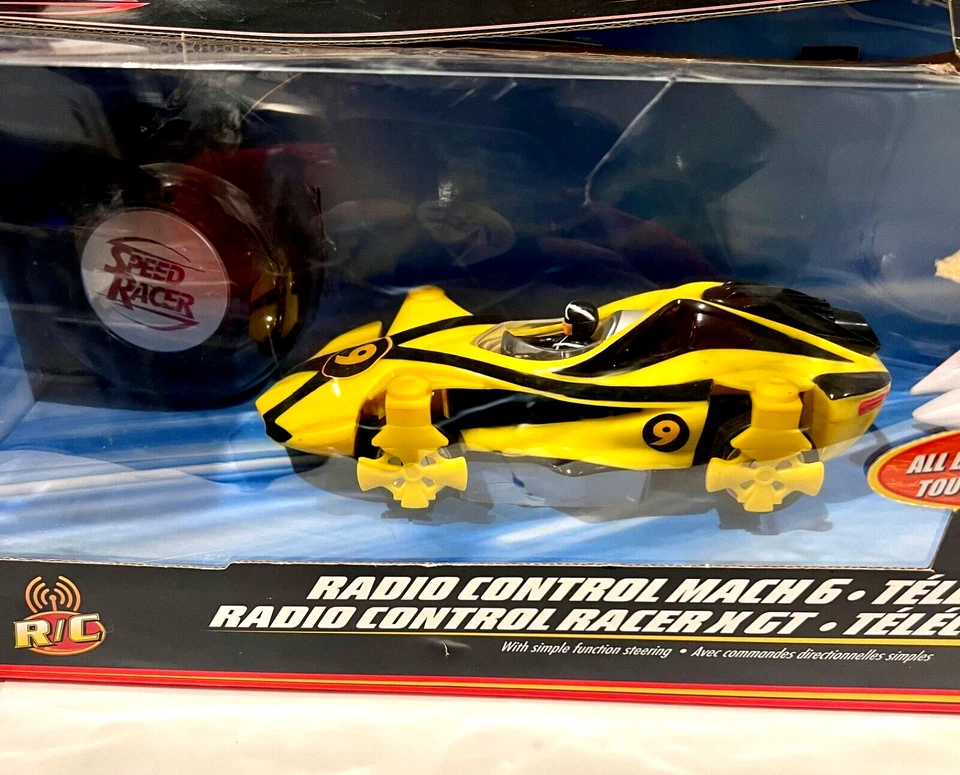 SPEED
RACER
9
9
ALL
TOU
RADIO CONTROL MACH 6 • TÉL
RADIO CONTROL RACER X GT • TÉLÉ
R/C
With simple function steering • Avec commandes directionnelles simples